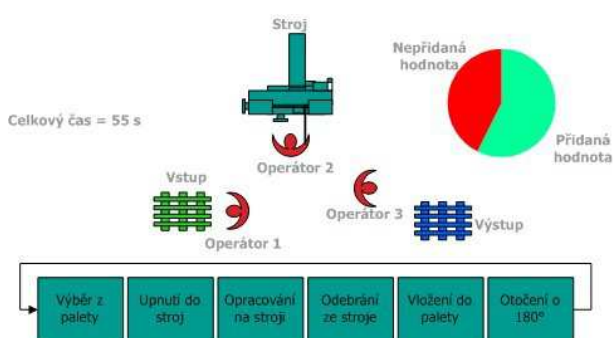 Stroj
Nepřidaná
hodnota
Celkový čas = 55 s
Přidaná
hodnota
Operátor 2
Vstup
Operátor 3
Výstup
Operátor 1
Výběr z
palety
Upnutí do
stroj
Opracování
na stroji
Odebrání
ze stroje
Vložení do
palety
Otočení o
180°